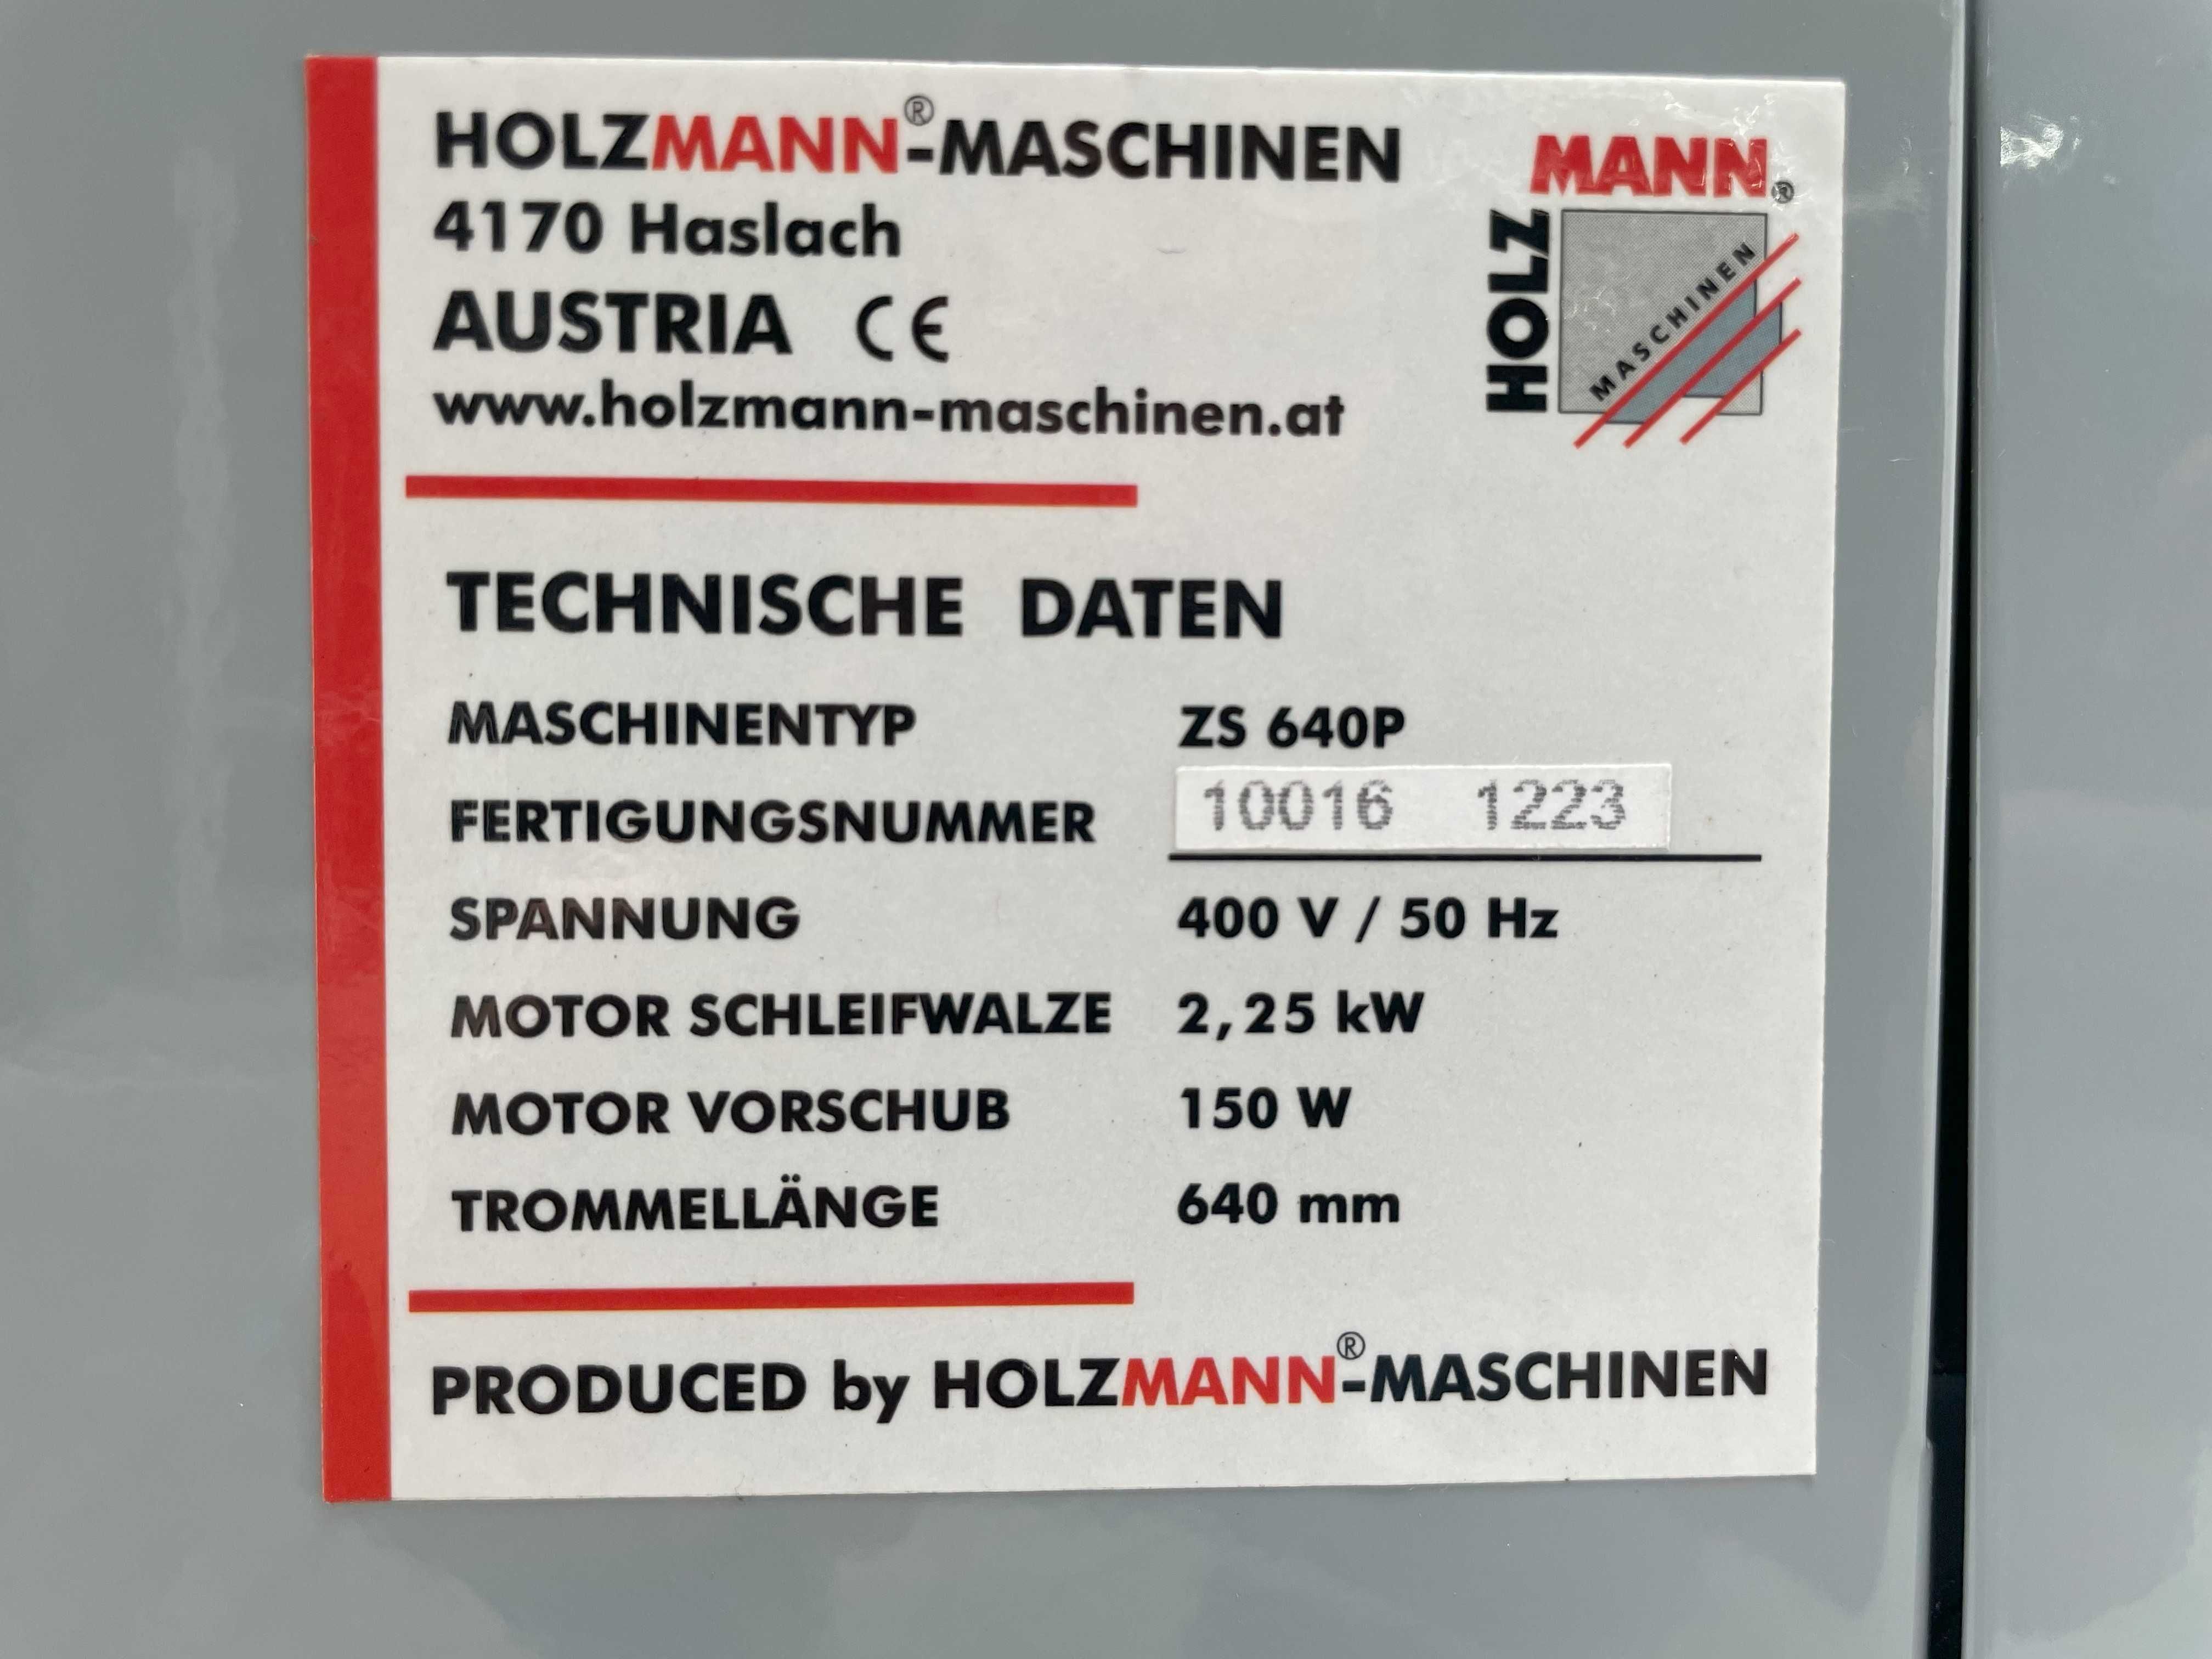 HOLZMANN®-MASCHINEN
4170 Haslach
AUSTRIA CE
www.holzmann-maschinen.at
MANN®
HOLZ
MASCHINEN
TECHNISCHE DATEN
MASCHINENTYP ZS 640P
FERTIGUNGSNUMMER 10016 1223
SPANNUNG 400 V / 50 Hz
MOTOR SCHLEIFWALZE 2,25 kW
MOTOR VORSCHUB 150 W
TROMMELLÄNGE 640 mm
PRODUCED by HOLZMANN®-MASCHINEN